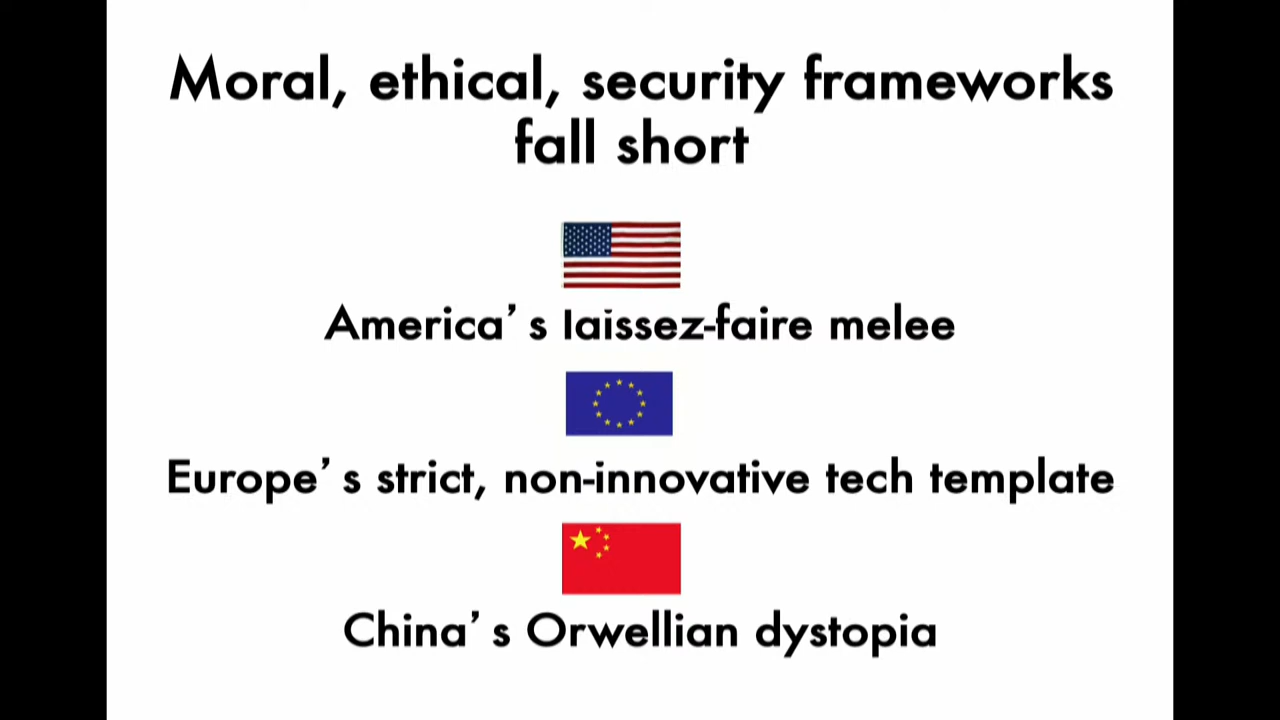 Moral, ethical, security frameworks
fall short
America’s laissez-faire melee
Europe’s strict, non-innovative tech template
China’s Orwellian dystopia